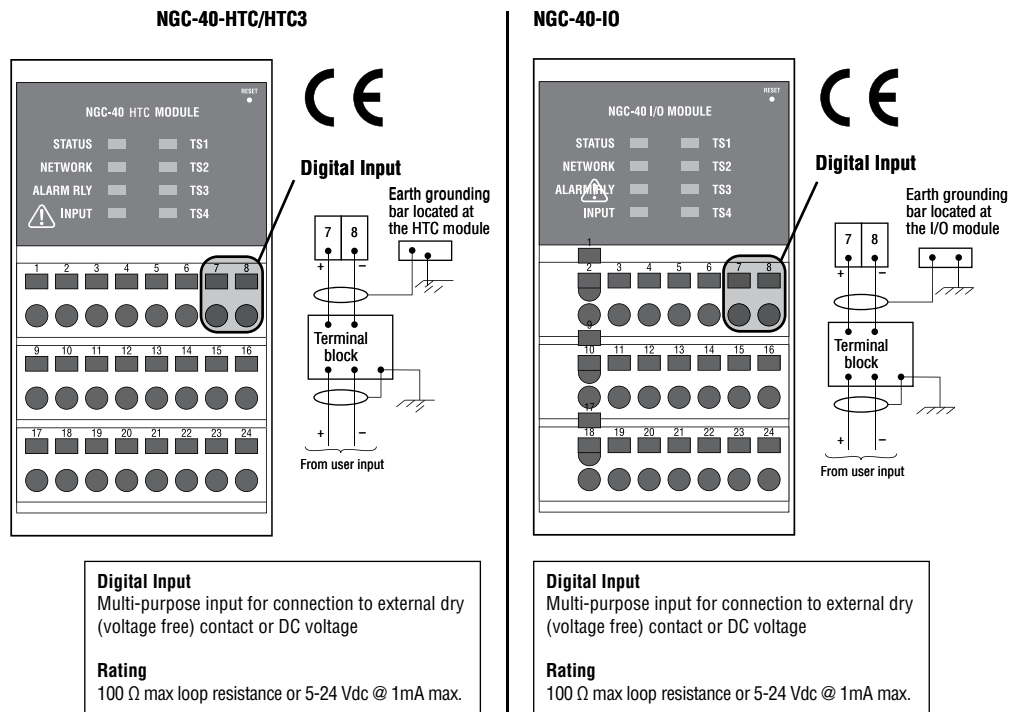 NGC-40-HTC/HTC3
RESET
NGC-40 HTC MODULE
STATUS TS1
NETWORK TS2
ALARM RLY TS3
INPUT TS4
CE
Digital Input
Earth grounding
bar located at
the HTC module
7 8
+ –
Terminal
block
+ –
From user input
1 2 3 4 5 6 7 8
9 10 11 12 13 14 15 16
17 18 19 20 21 22 23 24
Digital Input
Multi-purpose input for connection to external dry
(voltage free) contact or DC voltage
Rating
100 Ω max loop resistance or 5-24 Vdc @ 1mA max.
NGC-40-IO
RESET
NGC-40 I/O MODULE
STATUS TS1
NETWORK TS2
ALARM RLY TS3
INPUT TS4
CE
Digital Input
Earth grounding
bar located at
the I/O module
7 8
+ –
Terminal
block
+ –
From user input
1
2 3 4 5 6 7 8
9
10 11 12 13 14 15 16
17
18 19 20 21 22 23 24
Digital Input
Multi-purpose input for connection to external dry
(voltage free) contact or DC voltage
Rating
100 Ω max loop resistance or 5-24 Vdc @ 1mA max.